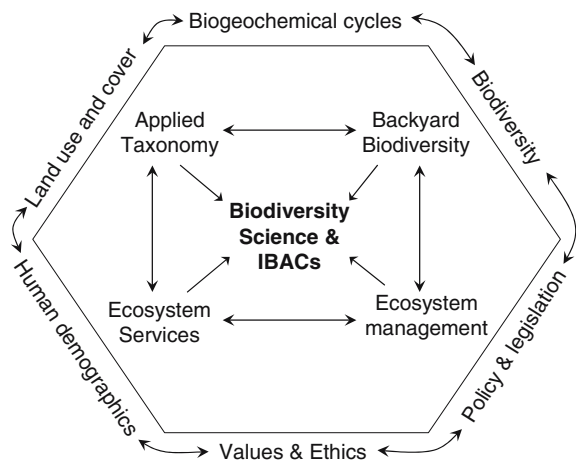 Biogeochemical cycles
Land use and cover
Biodiversity
Applied
Taxonomy
Backyard
Biodiversity
Biodiversity
Science &
IBACs
Ecosystem
Services
Ecosystem
management
Human demographics
Policy & legislation
Values & Ethics